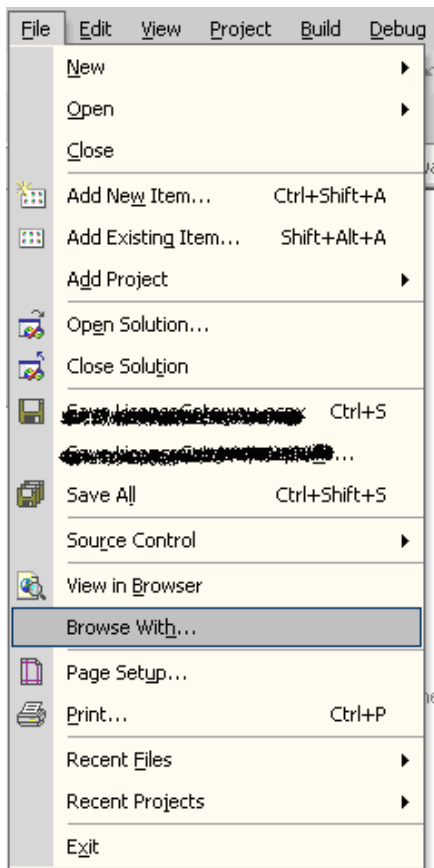 File Edit View Project Build Debug
New
Open
Close
Add New Item... Ctrl+Shift+A
Add Existing Item... Shift+Alt+A
Add Project
Open Solution...
Close Solution
Ctrl+S
...
Save All Ctrl+Shift+S
Source Control
View in Browser
Browse With...
Page Setup...
Print... Ctrl+P
Recent Files
Recent Projects
Exit